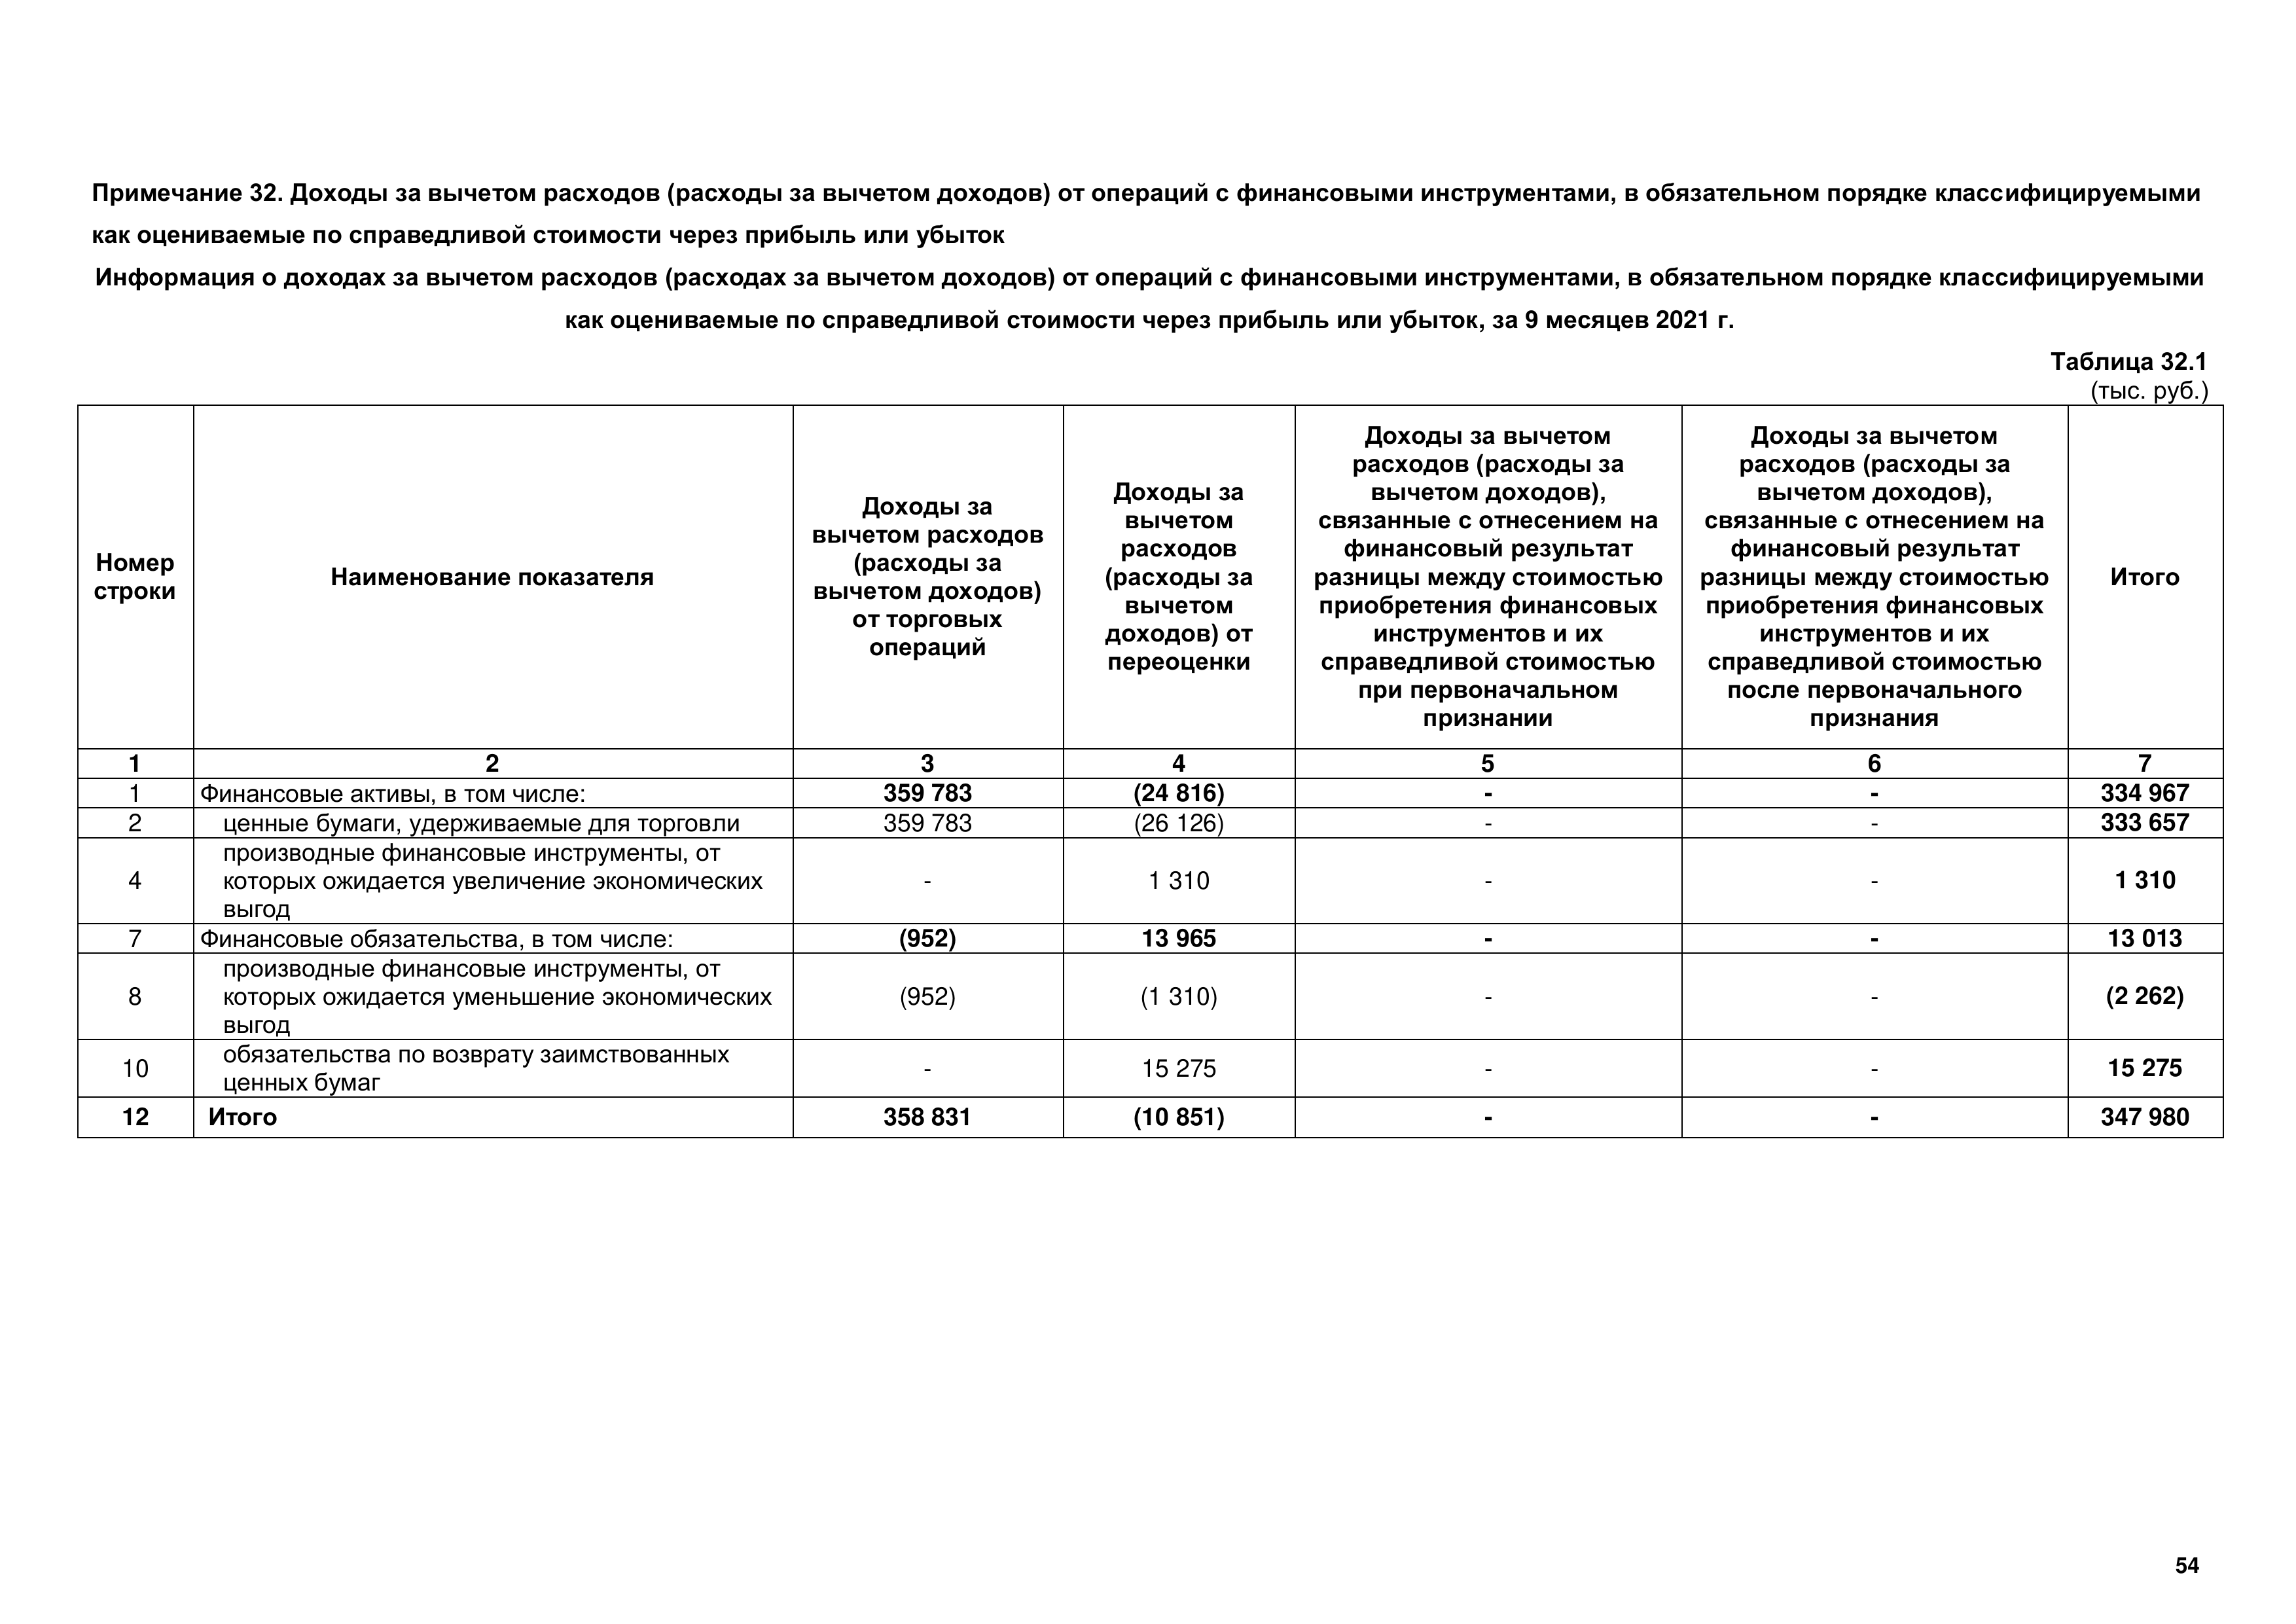 Примечание 32. Доходы за вычетом расходов (расходы за вычетом доходов) от операций с финансовыми инструментами, в обязательном порядке классифицируемыми
как оцениваемые по справедливой стоимости через прибыль или убыток
Информация о доходах за вычетом расходов (расходах за вычетом доходов) от операций с финансовыми инструментами, в обязательном порядке классифицируемыми
как оцениваемые по справедливой стоимости через прибыль или убыток, за 9 месяцев 2021 г.
Таблица 32.1
(тыс. руб.)
Номер
строки
Наименование показателя
Доходы за
вычетом расходов
(расходы за
вычетом доходов)
от торговых
операций
Доходы за
вычетом
расходов
(расходы за
вычетом
доходов) от
переоценки
Доходы за вычетом
расходов (расходы за
вычетом доходов),
связанные с отнесением на
финансовый результат
разницы между стоимостью
приобретения финансовых
инструментов и их
справедливой стоимостью
при первоначальном
признании
Доходы за вычетом
расходов (расходы за
вычетом доходов),
связанные с отнесением на
финансовый результат
разницы между стоимостью
приобретения финансовых
инструментов и их
справедливой стоимостью
после первоначального
признания
Итого
1 2 3 4 5 6 7
1 Финансовые активы, в том числе: 359 783 (24 816) - - 334 967
2 ценные бумаги, удерживаемые для торговли 359 783 (26 126) - - 333 657
производные финансовые инструменты, от
4 которых ожидается увеличение экономических - 1 310 - - 1 310
выгод
7 Финансовые обязательства, в том числе: (952) 13 965 - - 13 013
производные финансовые инструменты, от
8 которых ожидается уменьшение экономических (952) (1 310) - - (2 262)
выгод
10 обязательства по возврату заимствованных
ценных бумаг - 15 275 - - 15 275
12 Итого 358 831 (10 851) - - 347 980
54